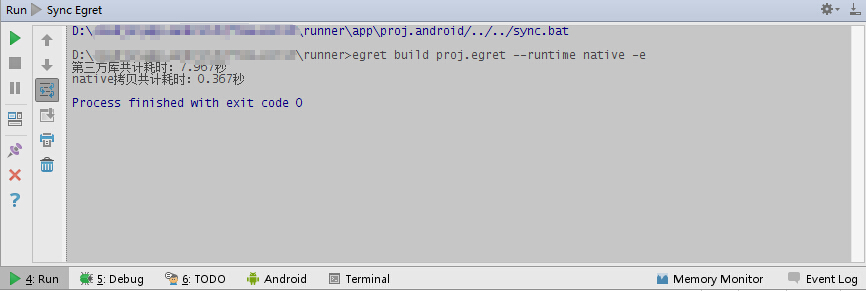 Run Sync Egret
D:\ \runner\app\proj.android/../../sync.bat
D:\ \runner>egret build proj.egret --runtime native -e
第三方库共计耗时: 7.967秒
native拷贝共计耗时: 0.367秒
Process finished with exit code 0
4: Run 5: Debug 6: TODO Android Terminal Memory Monitor Event Log